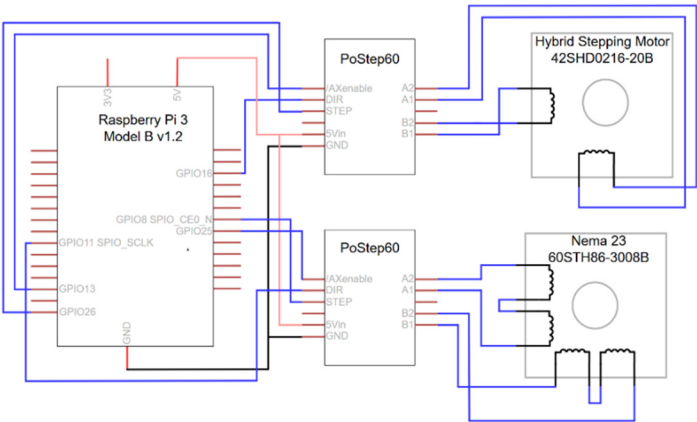 Raspberry Pi 3
Model B v1.2
3V3
5V
GPIO16
GPIO8 SPIO_CE0_N
GPIO25
GPIO11 SPIO_SCLK
GPIO13
GPIO26
GND
PoStep60
/AXenable
DIR
STEP
5Vin
GND
A2
A1
B2
B1
Hybrid Stepping Motor
42SHD0216-20B
PoStep60
/AXenable
DIR
STEP
5Vin
GND
A2
A1
B2
B1
Nema 23
60STH86-3008B